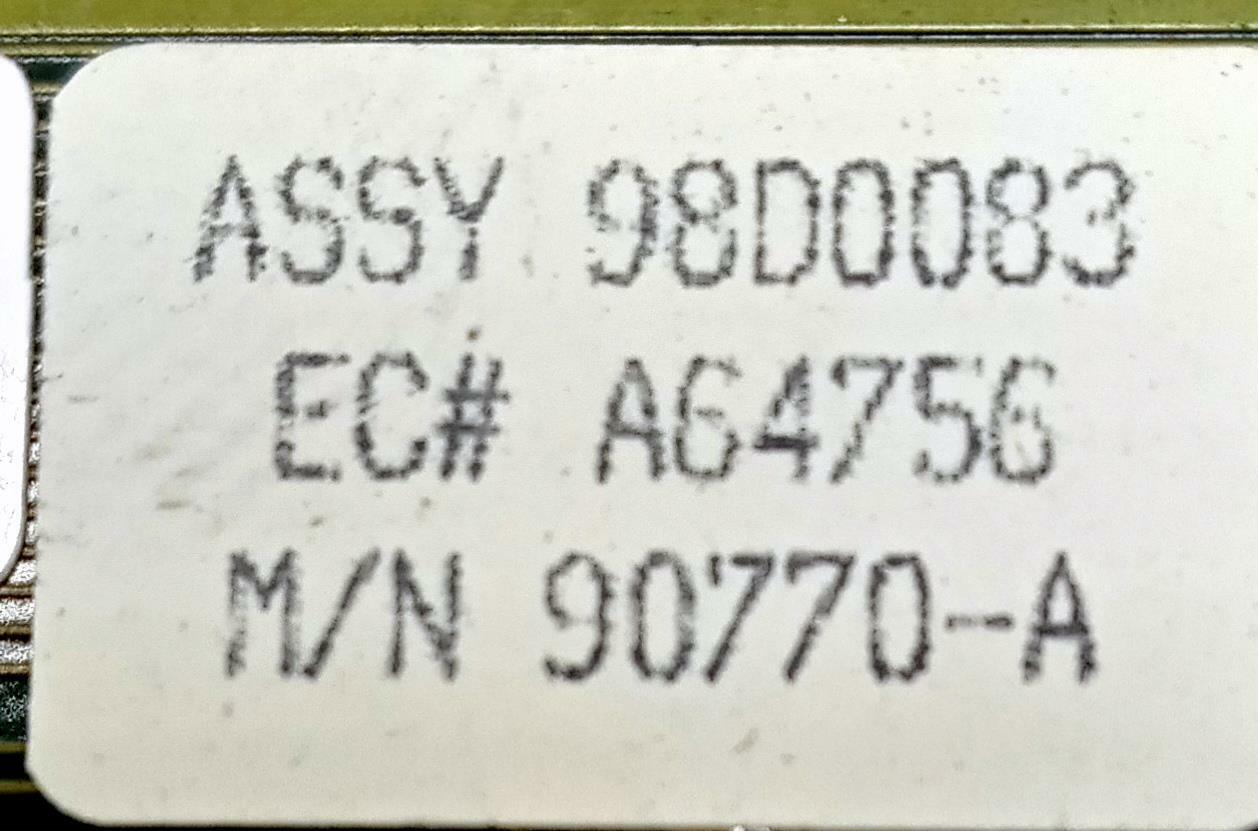 ASSY 98D0083
EC# A64756
M/N 90770-A